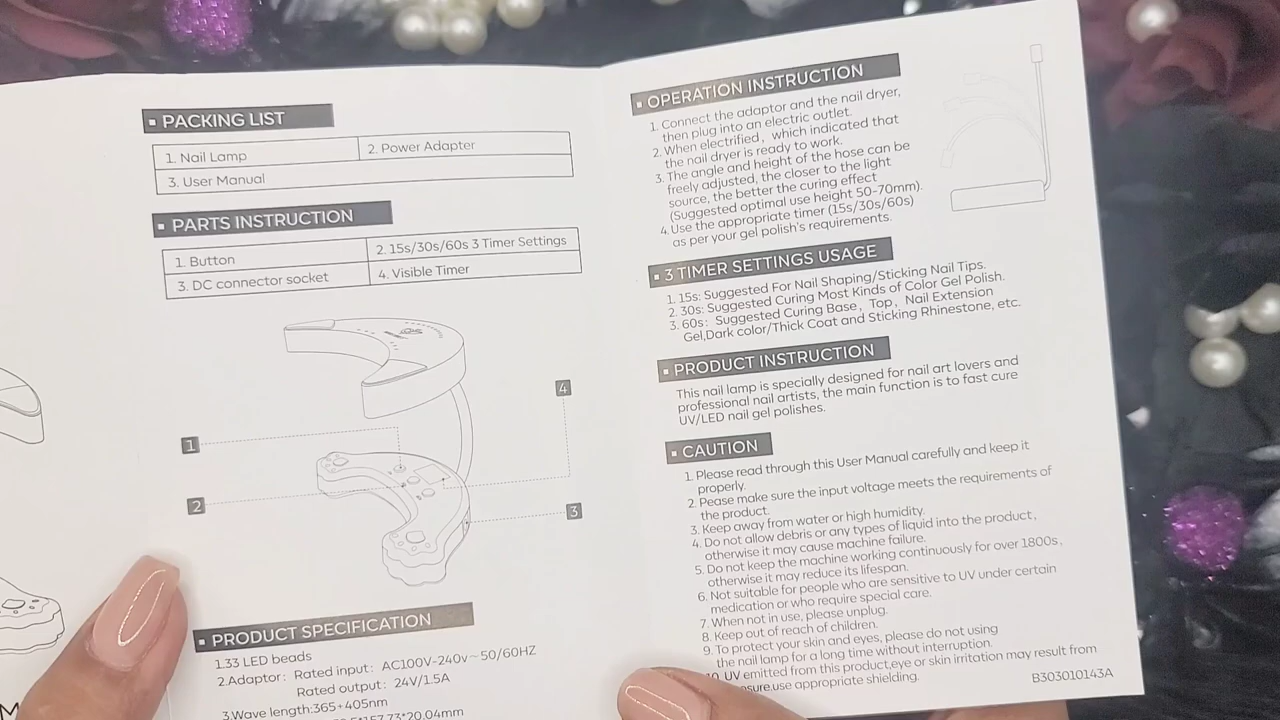 PACKING LIST
1. Nail Lamp
2. Power Adapter
3. User Manual
PARTS INSTRUCTION
1. Button
2. 15s/30s/60s 3 Timer Settings
3. DC connector socket
4. Visible Timer
4
1
2
3
PRODUCT SPECIFICATION
1.33 LED beads
2.Adaptor: Rated input: AC100V-240v~50/60HZ
Rated output: 24V/1.5A
3.Wave length:365+405nm
OPERATION INSTRUCTION
1. Connect the adaptor and the nail dryer,
then plug into an electric outlet.
2. When electrified, which indicated that
the nail dryer is ready to work.
3. The angle and height of the hose can be
freely adjusted, the closer to the light
source, the better the curing effect
(Suggested optimal use height 50-70mm).
4. Use the appropriate timer (15s/30s/60s)
as per your gel polish's requirements.
3 TIMER SETTINGS USAGE
1. 15s: Suggested For Nail Shaping/Sticking Nail Tips.
2. 30s: Suggested Curing Most Kinds of Color Gel Polish.
3. 60s: Suggested Curing Base, Top, Nail Extension
Gel,Dark color/Thick Coat and Sticking Rhinestone, etc.
PRODUCT INSTRUCTION
This nail lamp is specially designed for nail art lovers and
professional nail artists, the main function is to fast cure
UV/LED nail gel polishes.
CAUTION
1. Please read through this User Manual carefully and keep it
properly.
2. Pease make sure the input voltage meets the requirements of
the product.
3. Keep away from water or high humidity.
4. Do not allow debris or any types of liquid into the product,
otherwise it may cause machine failure.
5. Do not keep the machine working continuously for over 1800s,
otherwise it may reduce its lifespan.
6. Not suitable for people who are sensitive to UV under certain
medication or who require special care.
7. When not in use, please unplug.
8. Keep out of reach of children.
9. To protect your skin and eyes, please do not using
the nail lamp for a long time without interruption.
UV emitted from this product,eye or skin irritation may result from
use appropriate shielding.
B303010143A